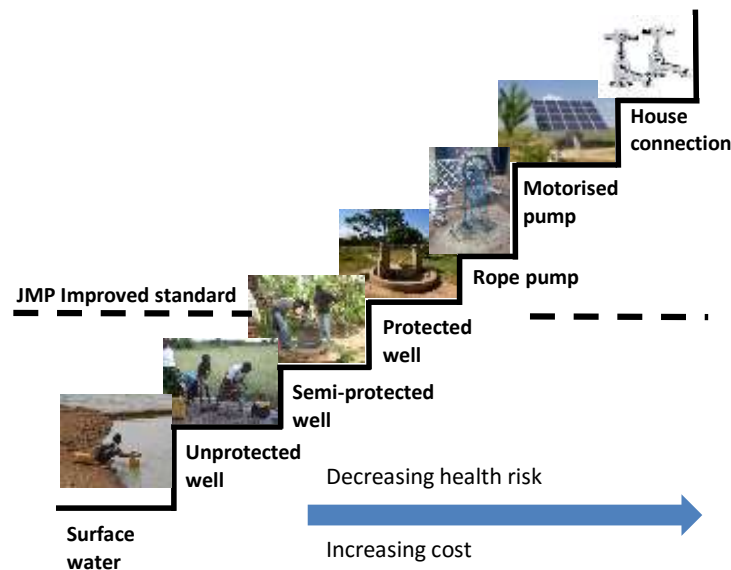 House
connection
Motorised
pump
Rope pump
JMP Improved standard
Protected
well
Semi-protected
well
Unprotected
well
Decreasing health risk
Surface
water
Increasing cost